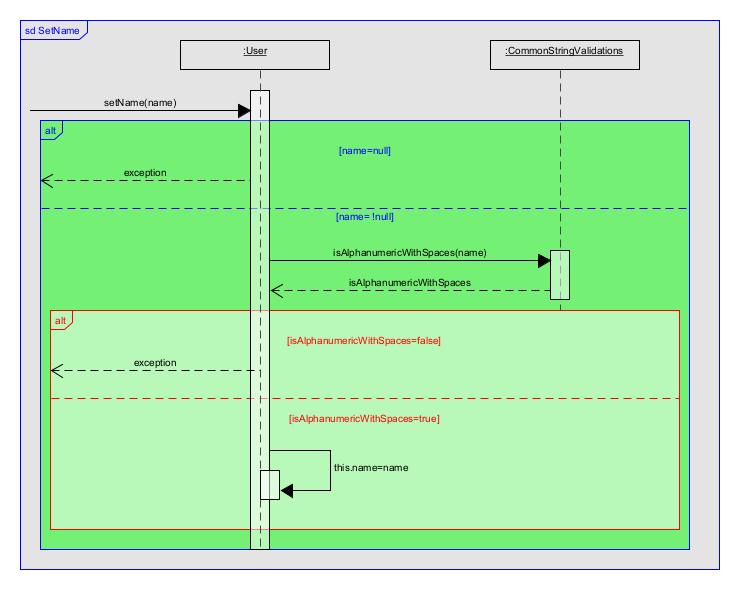 sd SetName
:User
:CommonStringValidations
setName(name)
alt
[name=null]
exception
[name= !null]
isAlphanumericWithSpaces(name)
isAlphanumericWithSpaces
alt
[isAlphanumericWithSpaces=false]
exception
[isAlphanumericWithSpaces=true]
this.name=name